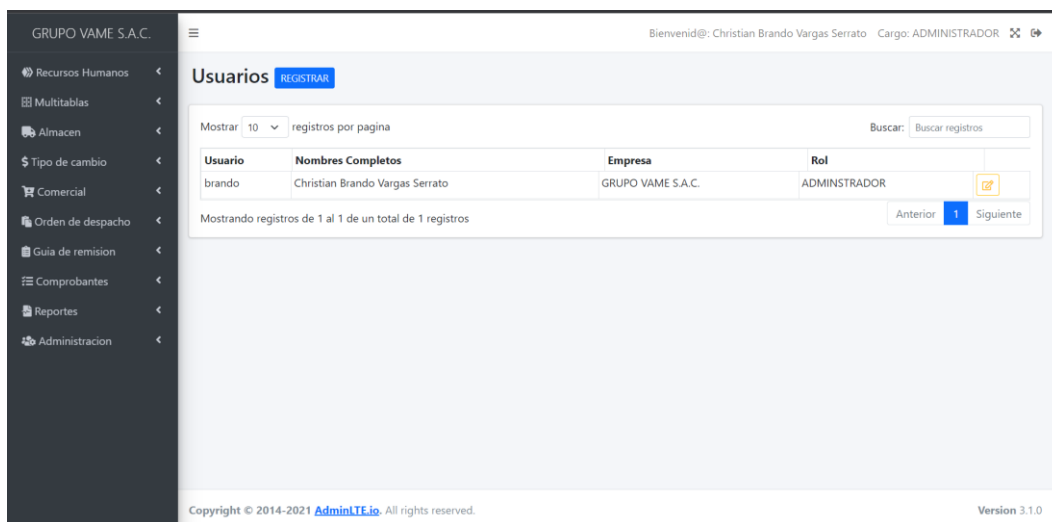 GRUPO VAME S.A.C.
Bienvenid@: Christian Brando Vargas Serrato Cargo: ADMINISTRADOR
Recursos Humanos
Multitablas
Almacen
Tipo de cambio
Comercial
Orden de despacho
Guia de remision
Comprobantes
Reportes
Administracion
Usuarios REGISTRAR
Mostrar 10 registros por pagina Buscar: Buscar registros
Usuario Nombres Completos Empresa Rol
brando Christian Brando Vargas Serrato GRUPO VAME S.A.C. ADMINSTRADOR
Mostrando registros de 1 al 1 de un total de 1 registros Anterior 1 Siguiente
Copyright © 2014-2021 AdminLTE.io. All rights reserved. Version 3.1.0